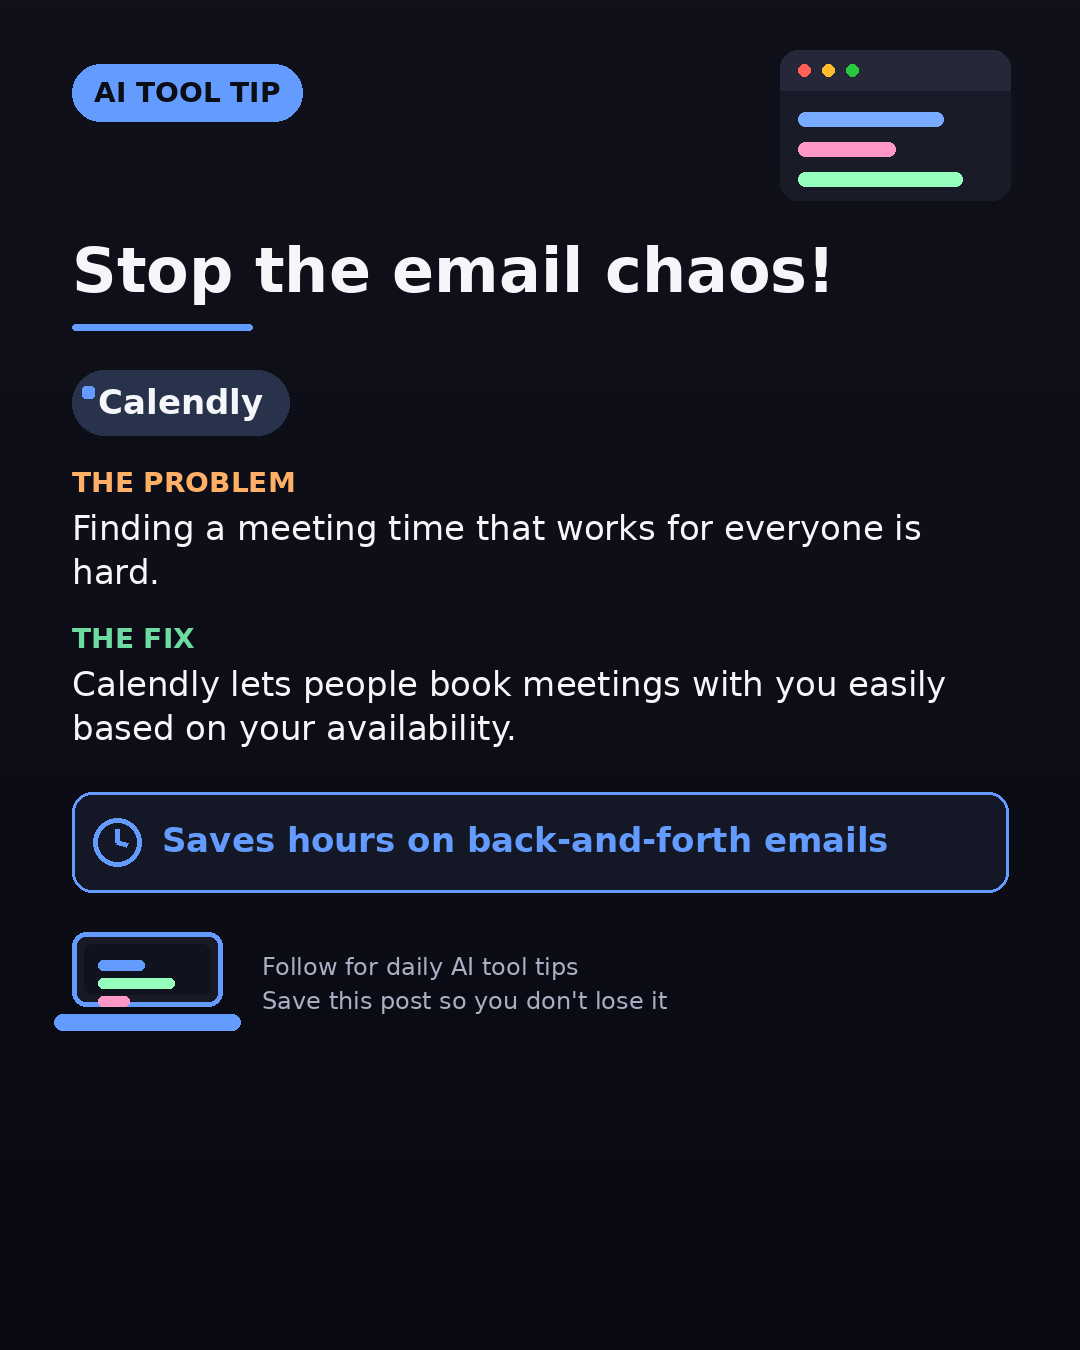 AI TOOL TIP
Stop the email chaos!
Calendly
THE PROBLEM
Finding a meeting time that works for everyone is
hard.
THE FIX
Calendly lets people book meetings with you easily
based on your availability.
Saves hours on back-and-forth emails
Follow for daily AI tool tips
Save this post so you don't lose it